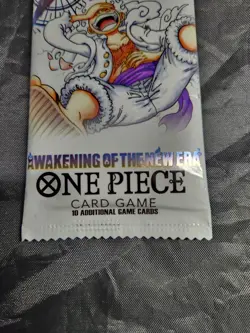 AWAKENING OF THE NEW ERA
ONE PIECE
CARD GAME
10 ADDITIONAL GAME CARDS